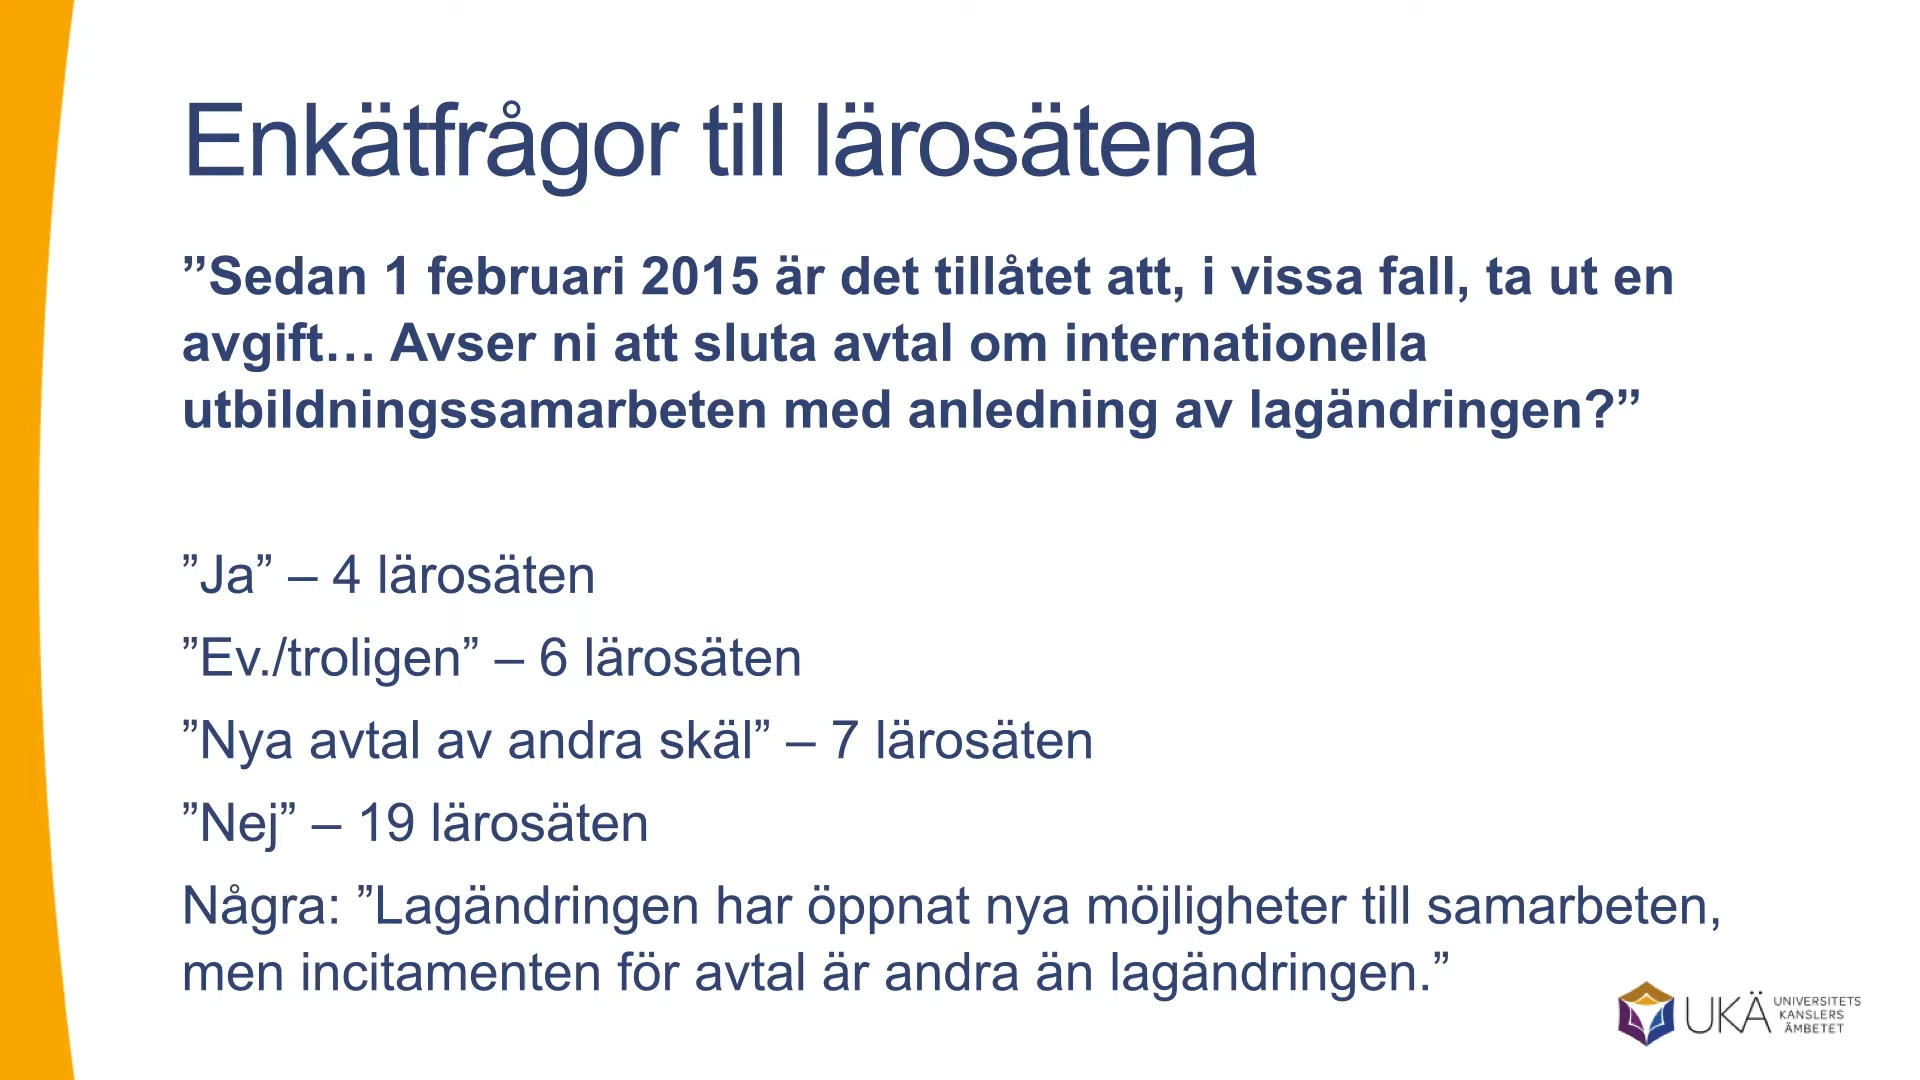 Enkätfrågor till lärosätena
”Sedan 1 februari 2015 är det tillåtet att, i vissa fall, ta ut en
avgift… Avser ni att sluta avtal om internationella
utbildningssamarbeten med anledning av lagändringen?”
”Ja” – 4 lärosäten
”Ev./troligen” – 6 lärosäten
”Nya avtal av andra skäl” – 7 lärosäten
”Nej” – 19 lärosäten
Några: ”Lagändringen har öppnat nya möjligheter till samarbeten,
men incitamenten för avtal är andra än lagändringen.”
UKÄ
UNIVERSITETS
KANSLERS
ÄMBETET